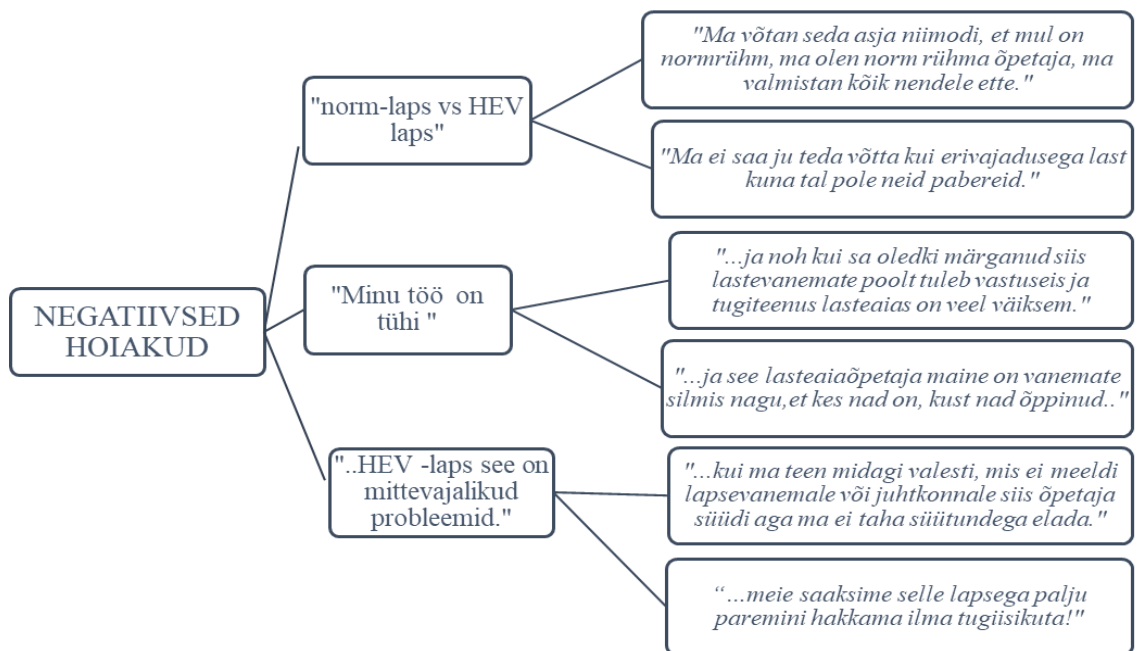 NEGATIIVSED
HOIAKUD
"norm-laps vs HEV
laps"
"Ma võtan seda asja niimodi, et mul on
normrühm, ma olen norm rühma õpetaja, ma
valmistan kõik nendele ette."
"Ma ei saa ju teda võtta kui erivajadusega last
kuna tal pole neid pabereid."
"Minu töö on
tühi "
"...ja noh kui sa oledki märganud siis
lastevanemate poolt tuleb vastuseis ja
tugiteenus lasteaias on veel väiksem."
"...ja see lasteaiaõpetaja maine on vanemate
silmis nagu,et kes nad on, kust nad õppinud.."
"..HEV -laps see on
mittevajalikud
probleemid."
"...kui ma teen midagi valesti, mis ei meeldi
lapsevanemale või juhtkonnale siis õpetaja
süüdi aga ma ei taha süütundega elada."
“...meie saaksime selle lapsega palju
paremini hakkama ilma tugiisikuta!"